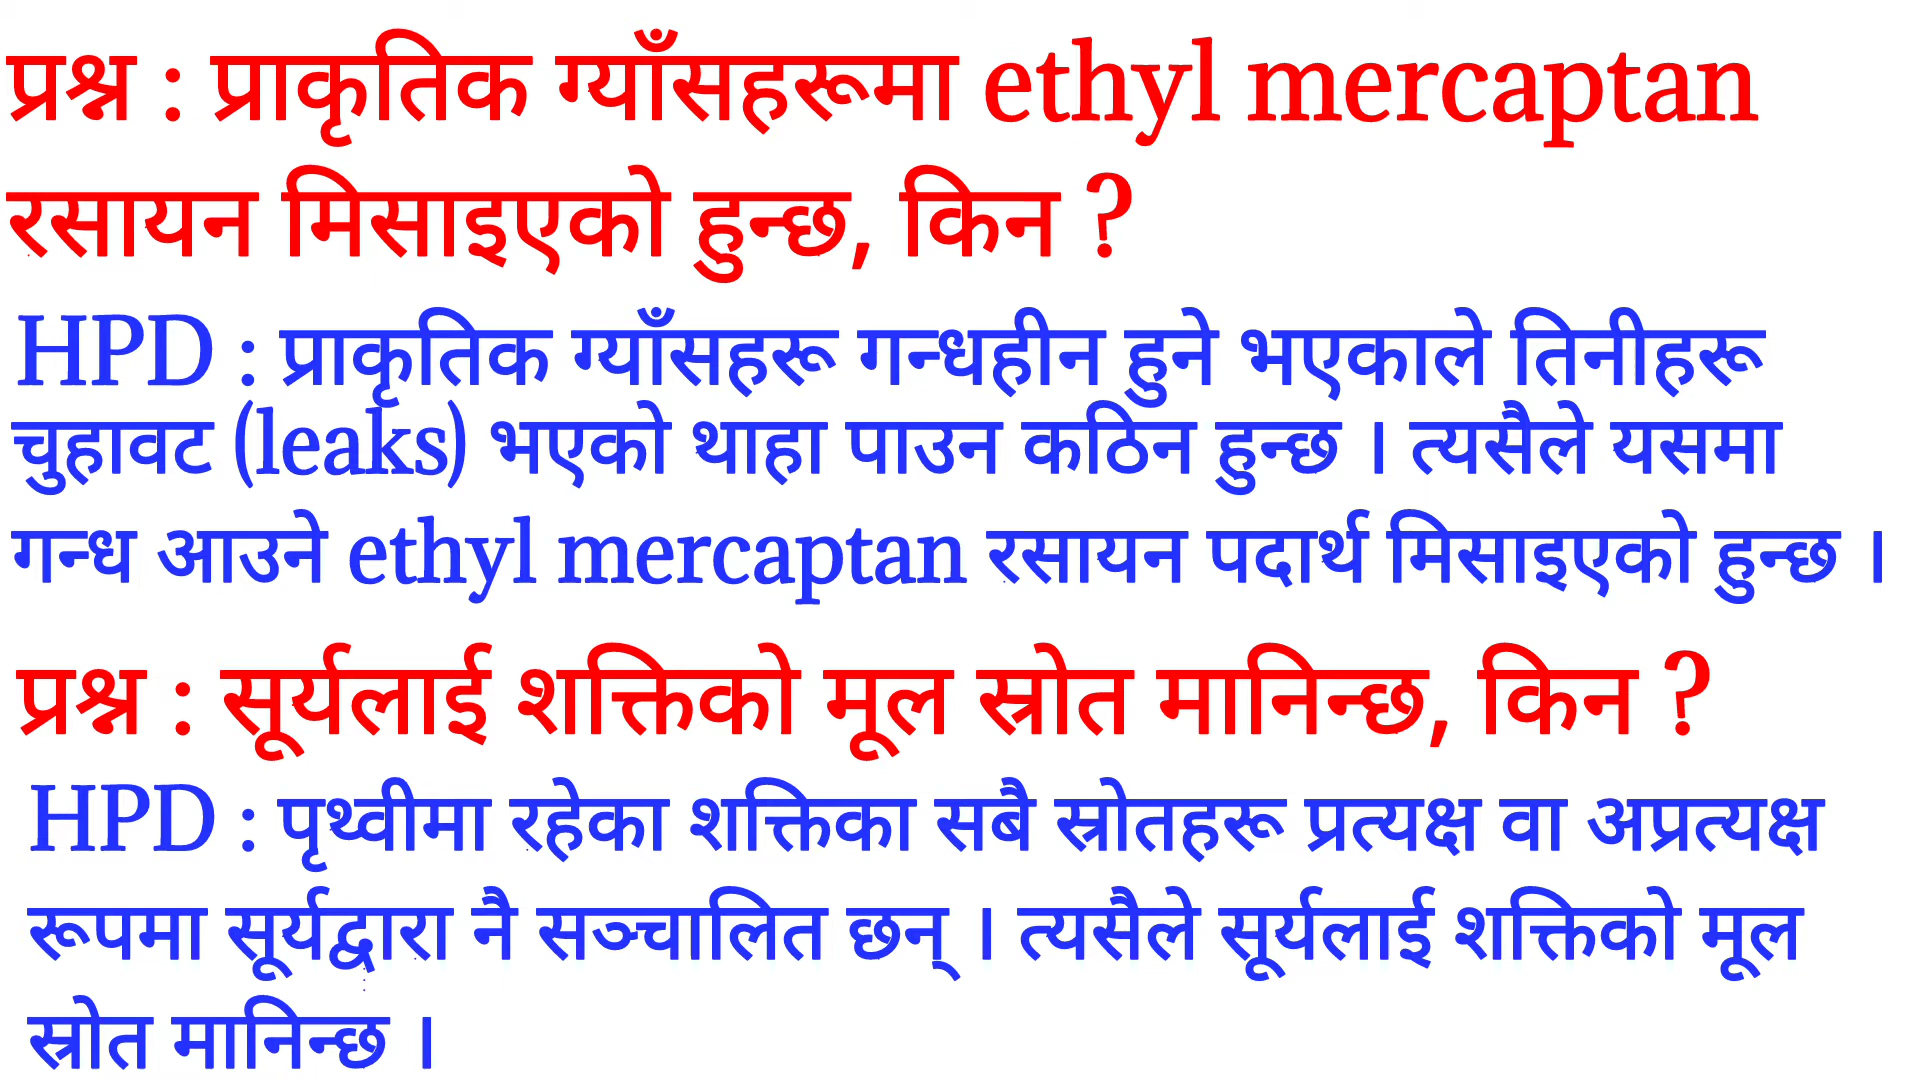 प्रश्न : प्राकृतिक ग्याँसहरूमा ethyl mercaptan
रसायन मिसाइएको हुन्छ, किन ?
HPD : प्राकृतिक ग्याँसहरू गन्धहीन हुने भएकाले तिनीहरू
चुहावट (leaks) भएको थाहा पाउन कठिन हुन्छ । त्यसैले यसमा
गन्ध आउने ethyl mercaptan रसायन पदार्थ मिसाइएको हुन्छ ।
प्रश्न : सूर्यलाई शक्तिको मूल स्रोत मानिन्छ, किन ?
HPD : पृथ्वीमा रहेका शक्तिका सबै स्रोतहरू प्रत्यक्ष वा अप्रत्यक्ष
रूपमा सूर्यद्वारा नै सञ्चालित छन् । त्यसैले सूर्यलाई शक्तिको मूल
स्रोत मानिन्छ ।